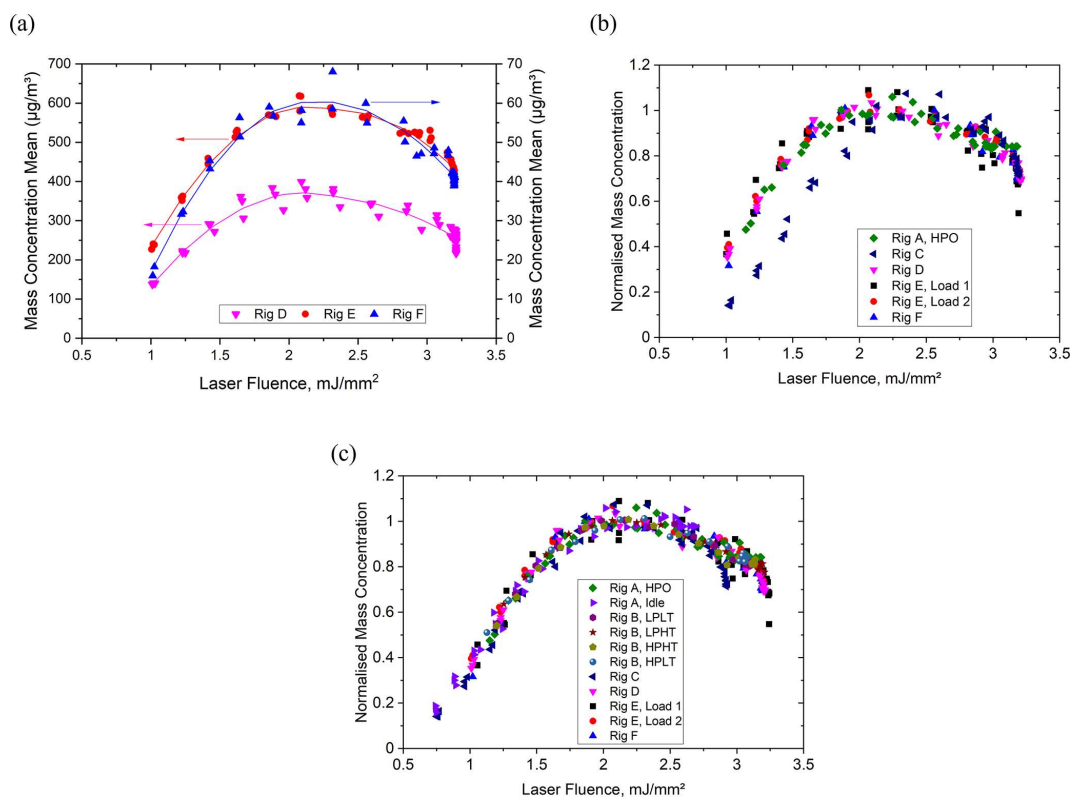 (a)
Mass Concentration Mean (µg/m³)
700
600
500
400
300
200
100
0
70
60
50
40
30
20
10
0
Mass Concentration Mean (µg/m³)
Rig D Rig E Rig F
0.5 1 1.5 2 2.5 3 3.5
Laser Fluence, mJ/mm²
(b)
Normalised Mass Concentration
1.2
1
0.8
0.6
0.4
0.2
0
Rig A, HPO
Rig C
Rig D
Rig E, Load 1
Rig E, Load 2
Rig F
0.5 1 1.5 2 2.5 3 3.5
Laser Fluence, mJ/mm²
(c)
Normalised Mass Concentration
1.2
1
0.8
0.6
0.4
0.2
0
Rig A, HPO
Rig A, Idle
Rig B, LPLT
Rig B, LPHT
Rig B, HPHT
Rig B, HPLT
Rig C
Rig D
Rig E, Load 1
Rig E, Load 2
Rig F
0.5 1 1.5 2 2.5 3 3.5
Laser Fluence, mJ/mm²